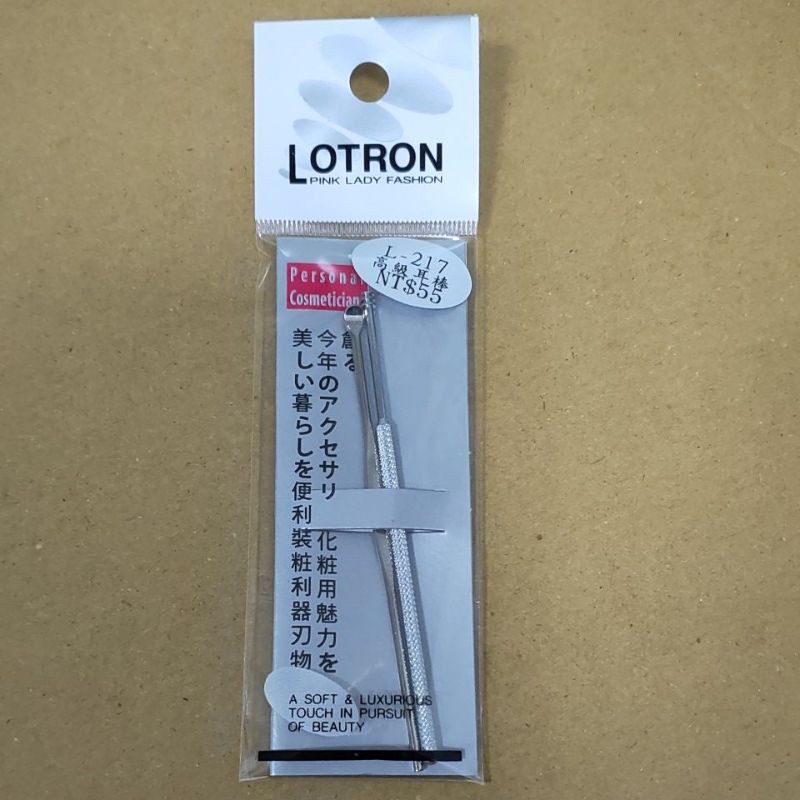 LOTRON
PINK LADY FASHION
L-217
高級耳棒
NT$55
Persona
Cosmetician
創る
今年のアクセサリ 化粧用魅力を
美しい暮らしを便利裝粧利器刃物
A SOFT & LUXURIOUS
TOUCH IN PURSUIT
OF BEAUTY